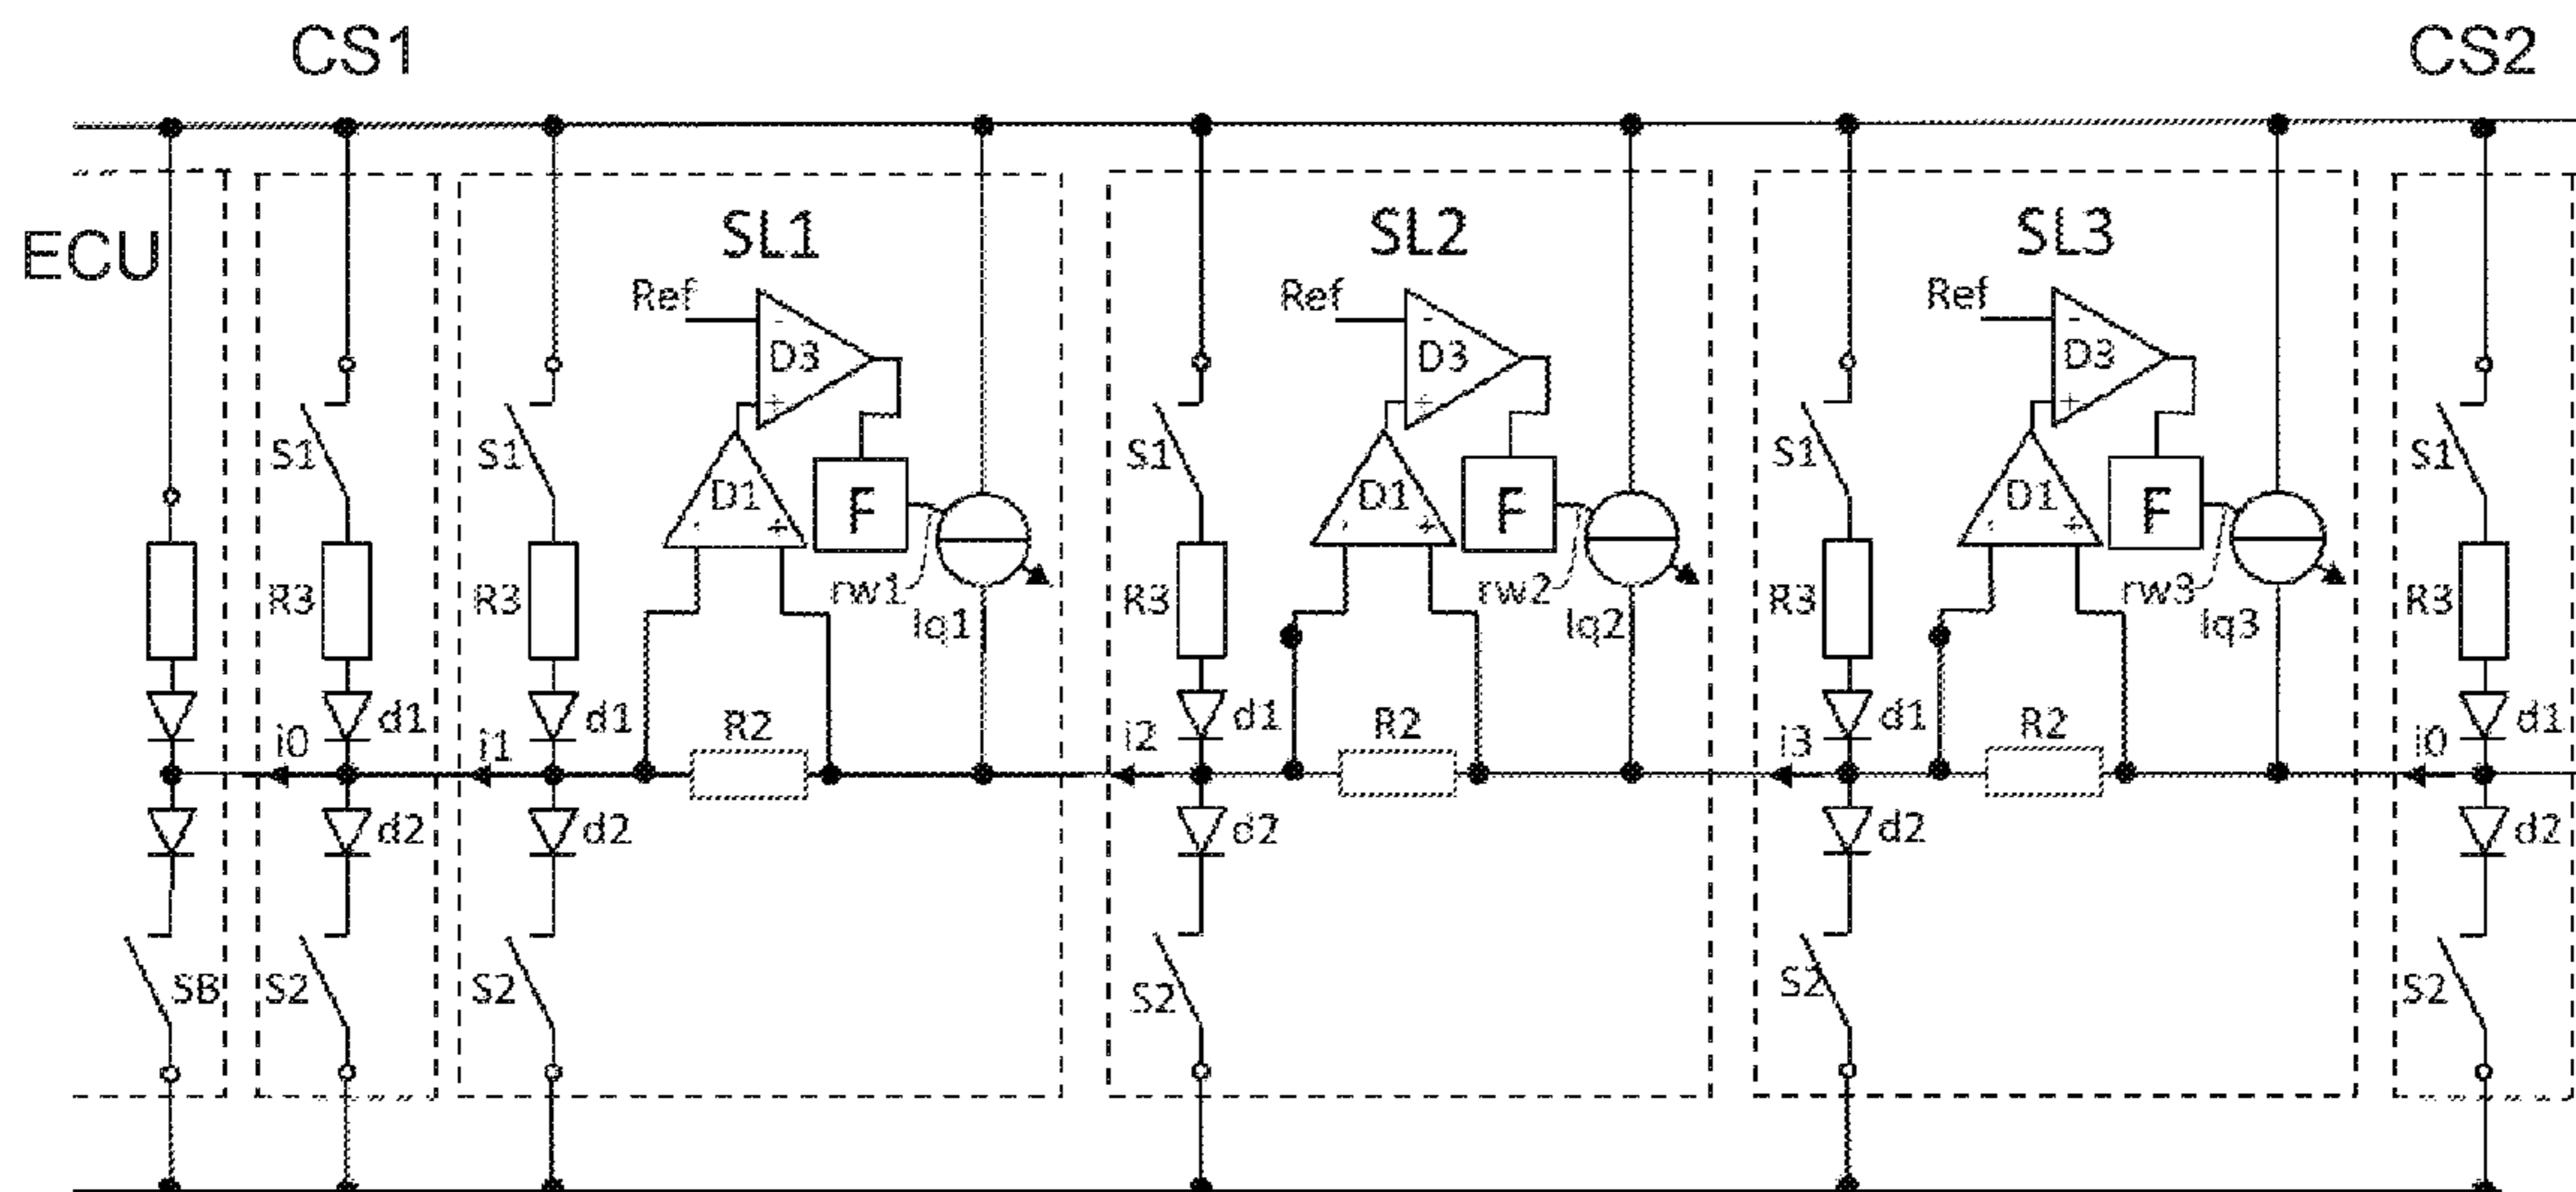 CS1 CS2
ECU SL1 SL2 SL3
Ref Ref Ref
- - -
D3 D3 D3
+ + +
S1 S1 S1 S1 S1
D1 F D1 F D1 F
- + - + - +
R3 R3 rw1 R3 rw2 R3 rw3 R3
Iq1 Iq2 Iq3
i0 d1 i1 d1 R2 i2 d1 R2 i3 d1 R2 i0 d1
d2 d2 d2 d2 d2
SB S2 S2 S2 S2 S2